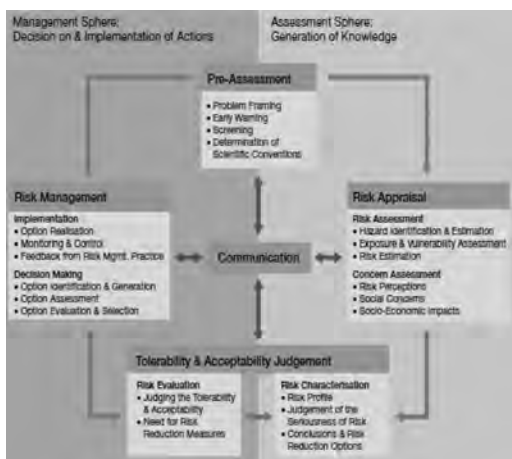 Management Sphere:
Decision on & Implementation of Actions
Assessment Sphere:
Generation of Knowledge
Pre-Assessment
• Problem Framing
• Early Warning
• Screening
• Determination of
Scientific Conventions
Risk Management
Implementation
• Option Realisation
• Monitoring & Control
• Feedback from Risk Mgmt. Practice
Decision Making
• Option Identification & Generation
• Option Assessment
• Option Evaluation & Selection
Communication
Risk Appraisal
Risk Assessment
• Hazard Identification & Estimation
• Exposure & Vulnerability Assessment
• Risk Estimation
Concern Assessment
• Risk Perceptions
• Social Concerns
• Socio-Economic Impacts
Tolerability & Acceptability Judgement
Risk Evaluation
• Judging the Tolerability
& Acceptability
• Need for Risk
Reduction Measures
Risk Characterisation
• Risk Profile
• Judgement of the
Seriousness of Risk
• Conclusions & Risk
Reduction Options